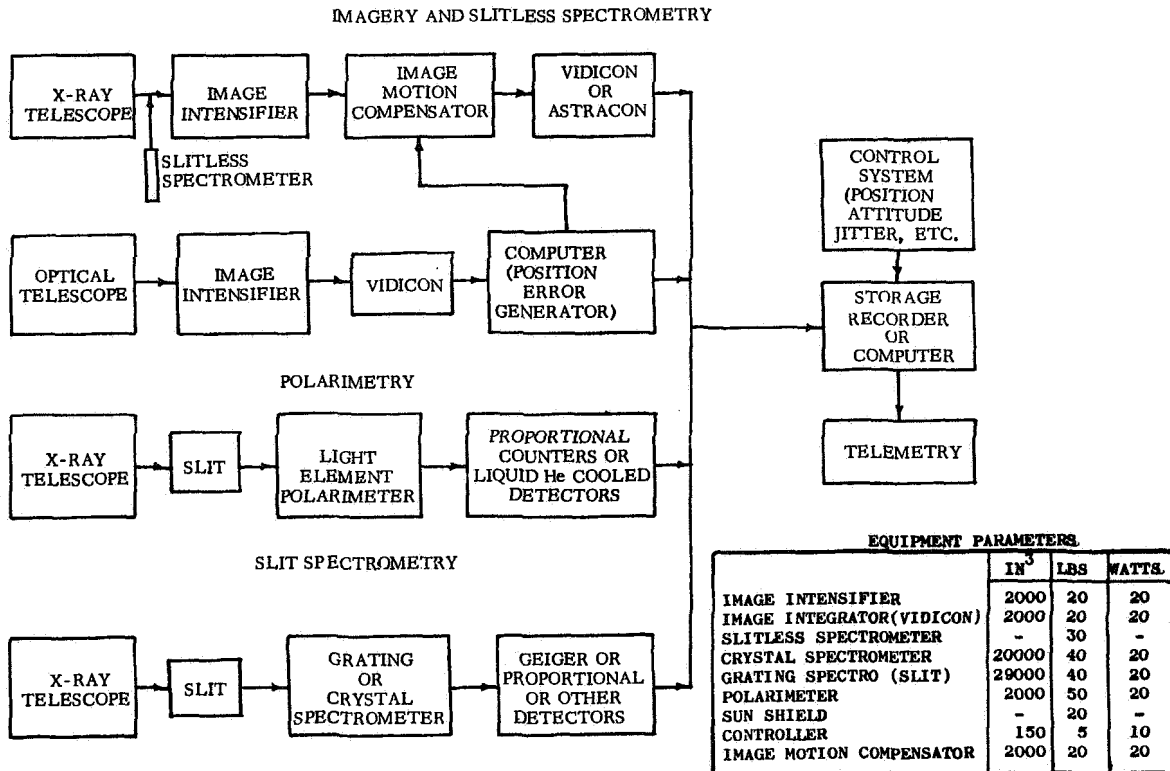 IMAGERY AND SLITLESS SPECTROMETRY
X-RAY
TELESCOPE
IMAGE
INTENSIFIER
IMAGE
MOTION
COMPENSATOR
VIDICON
OR
ASTRACON
SLITLESS
SPECTROMETER
CONTROL
SYSTEM
(POSITION
ATTITUDE
JITTER, ETC.
OPTICAL
TELESCOPE
IMAGE
INTENSIFIER
VIDICON
COMPUTER
(POSITION
ERROR
GENERATOR)
STORAGE
RECORDER
OR
COMPUTER
TELEMETRY
POLARIMETRY
X-RAY
TELESCOPE
SLIT
LIGHT
ELEMENT
POLARIMETER
PROPORTIONAL
COUNTERS OR
LIQUID He COOLED
DETECTORS
SLIT SPECTROMETRY
X-RAY
TELESCOPE
SLIT
GRATING
OR
CRYSTAL
SPECTROMETER
GEIGER OR
PROPORTIONAL
OR OTHER
DETECTORS
EQUIPMENT PARAMETERS
IN3 LBS WATTS.
IMAGE INTENSIFIER 2000 20 20
IMAGE INTEGRATOR(VIDICON) 2000 20 20
SLITLESS SPECTROMETER - 30 -
CRYSTAL SPECTROMETER 20000 40 20
GRATING SPECTRO (SLIT) 29000 40 20
POLARIMETER 2000 50 20
SUN SHIELD - 20 -
CONTROLLER 150 5 10
IMAGE MOTION COMPENSATOR 2000 20 20